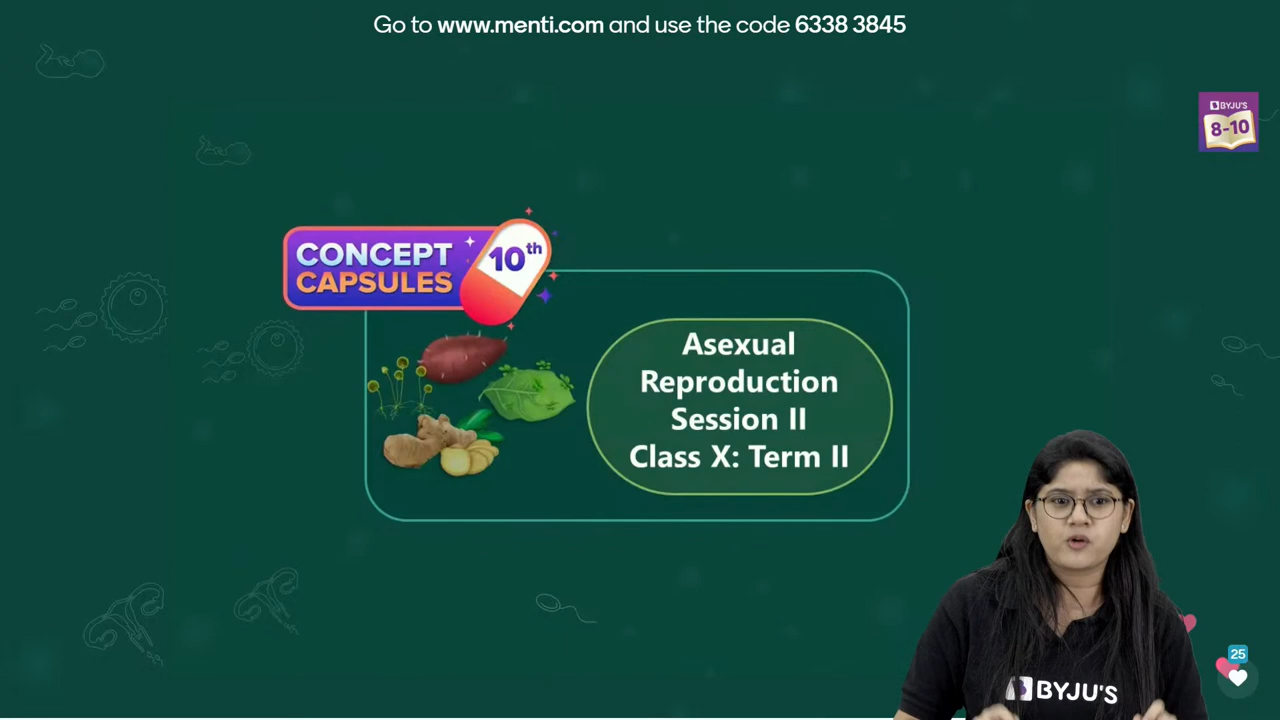 Go to www.menti.com and use the code 6338 3845
BYJU'S
8-10
CONCEPT
CAPSULES
10th
Asexual
Reproduction
Session II
Class X: Term II
25
BYJU'S